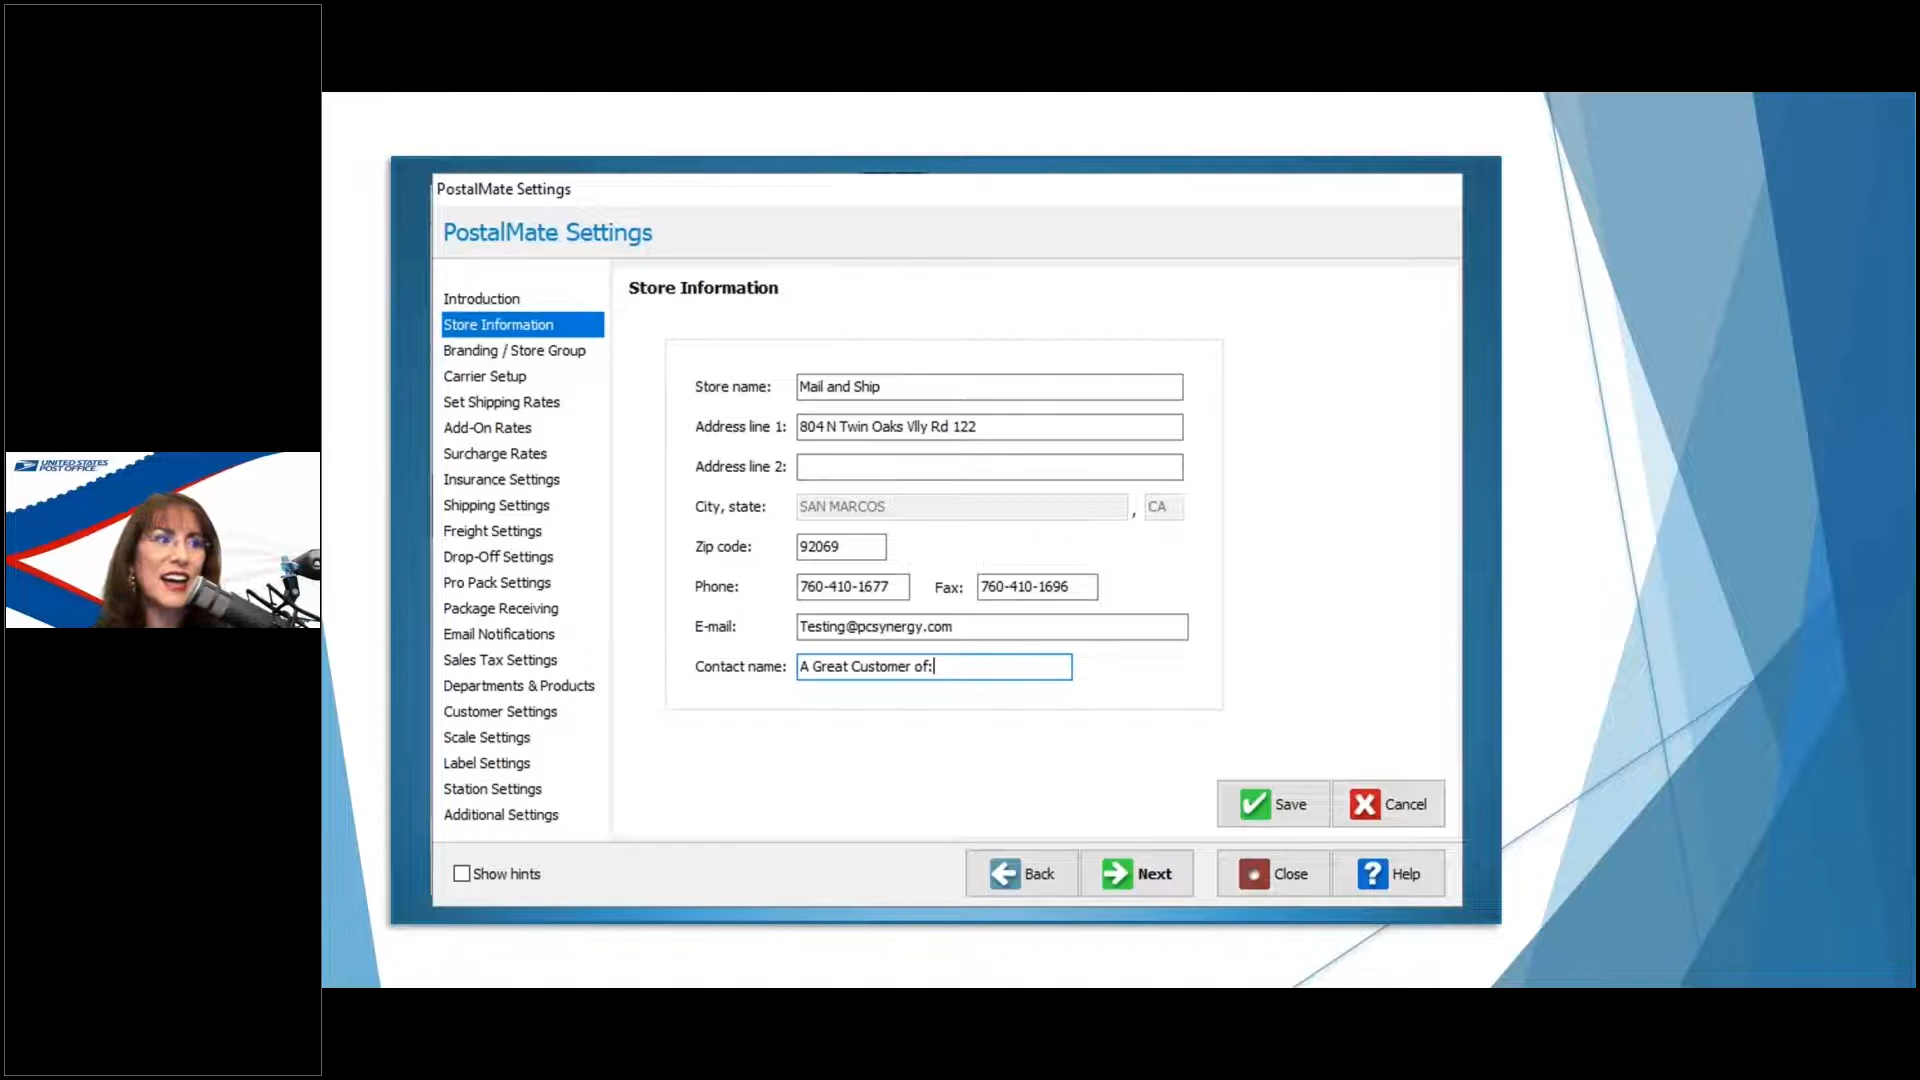 UNITED STATES
POST OFFICE
PostalMate Settings
PostalMate Settings
Introduction
Store Information
Branding / Store Group
Carrier Setup
Set Shipping Rates
Add-On Rates
Surcharge Rates
Insurance Settings
Shipping Settings
Freight Settings
Drop-Off Settings
Pro Pack Settings
Package Receiving
Email Notifications
Sales Tax Settings
Departments & Products
Customer Settings
Scale Settings
Label Settings
Station Settings
Additional Settings
Store Information
Store name: Mail and Ship
Address line 1: 804 N Twin Oaks Vlly Rd 122
Address line 2:
City, state: SAN MARCOS , CA
Zip code: 92069
Phone: 760-410-1677 Fax: 760-410-1696
E-mail: Testing@pcsynergy.com
Contact name: A Great Customer of:
Save Cancel
Show hints Back Next Close Help